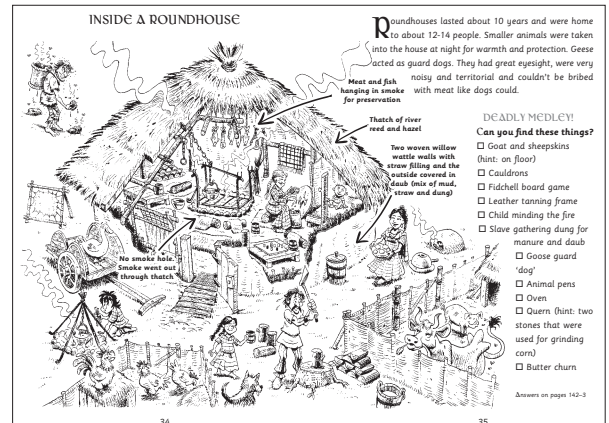 INSIDE A ROUNDHOUSE
Roundhouses lasted about 10 years and were home
to about 12-14 people. Smaller animals were taken
into the house at night for warmth and protection. Geese
acted as guard dogs. They had great eyesight, were very
noisy and territorial and couldn't be bribed
with meat like dogs could.
Meat and fish
hanging in smoke
for preservation
Thatch of river
reed and hazel
Two woven willow
wattle walls with
straw filling and the
outside covered in
daub (mix of mud,
straw and dung)
No smoke hole.
Smoke went out
through thatch
DEADLY MEDLEY!
Can you find these things?
☐ Goat and sheepskins
(hint: on floor)
☐ Cauldrons
☐ Fidchell board game
☐ Leather tanning frame
☐ Child minding the fire
☐ Slave gathering dung for
manure and daub
☐ Goose guard
'dog'
☐ Animal pens
☐ Oven
☐ Quern (hint: two
stones that were
used for grinding
corn)
☐ Butter churn
Answers on pages 142–3
34
35